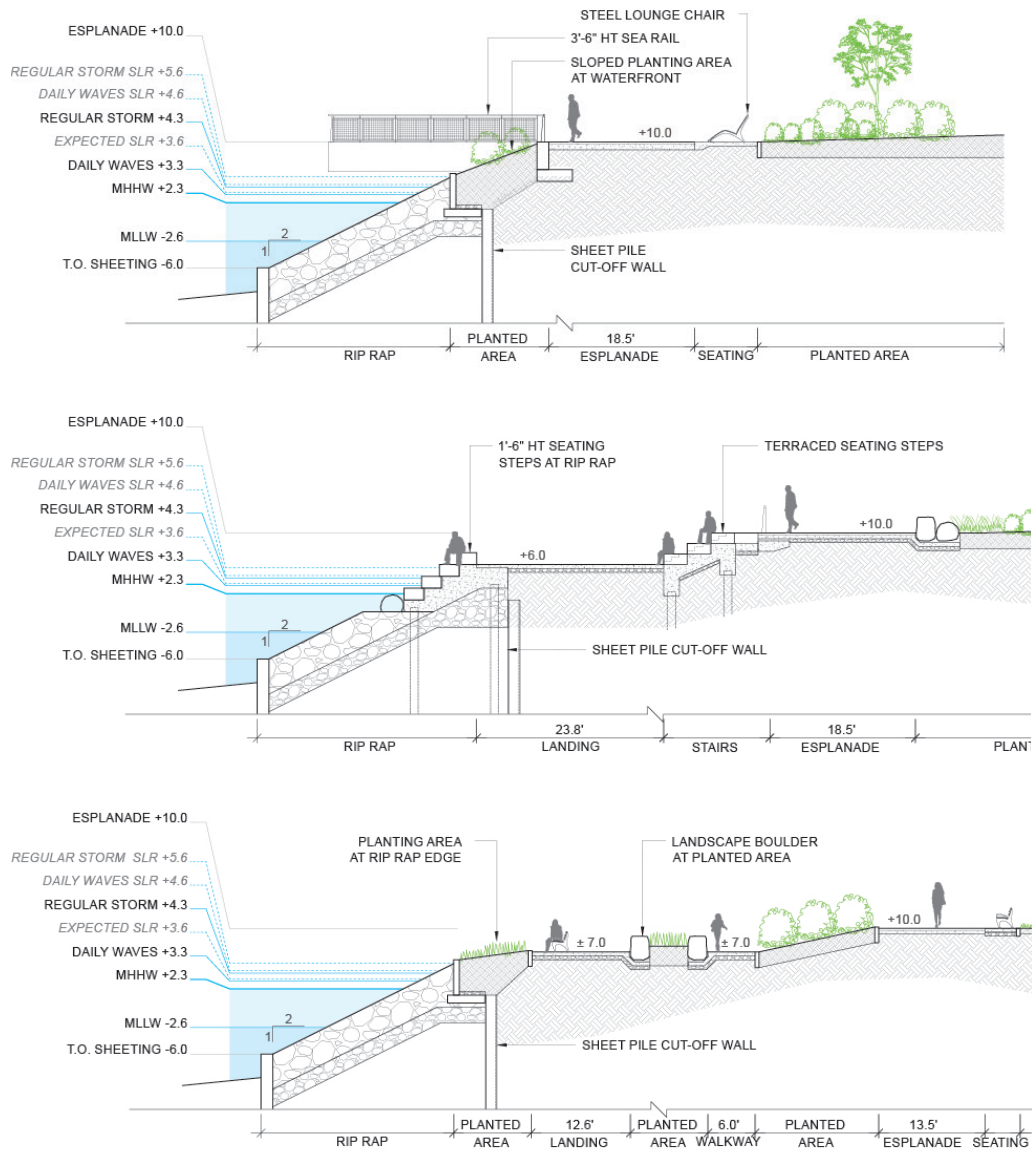 STEEL LOUNGE CHAIR
ESPLANADE +10.0
3'-6" HT SEA RAIL
SLOPED PLANTING AREA
AT WATERFRONT
REGULAR STORM SLR +5.6
DAILY WAVES SLR +4.6
REGULAR STORM +4.3
EXPECTED SLR +3.6
DAILY WAVES +3.3
MHHW +2.3
+10.0
MLLW -2.6
2
1
T.O. SHEETING -6.0
SHEET PILE
CUT-OFF WALL
RIP RAP
PLANTED
AREA
18.5'
ESPLANADE
SEATING
PLANTED AREA
ESPLANADE +10.0
1'-6" HT SEATING
STEPS AT RIP RAP
TERRACED SEATING STEPS
REGULAR STORM SLR +5.6
DAILY WAVES SLR +4.6
REGULAR STORM +4.3
EXPECTED SLR +3.6
DAILY WAVES +3.3
MHHW +2.3
+6.0
+10.0
MLLW -2.6
2
1
T.O. SHEETING -6.0
SHEET PILE CUT-OFF WALL
RIP RAP
23.8'
LANDING
STAIRS
18.5'
ESPLANADE
PLANT
ESPLANADE +10.0
PLANTING AREA
AT RIP RAP EDGE
LANDSCAPE BOULDER
AT PLANTED AREA
REGULAR STORM SLR +5.6
DAILY WAVES SLR +4.6
REGULAR STORM +4.3
EXPECTED SLR +3.6
DAILY WAVES +3.3
MHHW +2.3
± 7.0
± 7.0
+10.0
MLLW -2.6
2
1
T.O. SHEETING -6.0
SHEET PILE CUT-OFF WALL
RIP RAP
PLANTED
AREA
12.6'
LANDING
PLANTED
AREA
6.0'
WALKWAY
PLANTED
AREA
13.5'
ESPLANADE
SEATING